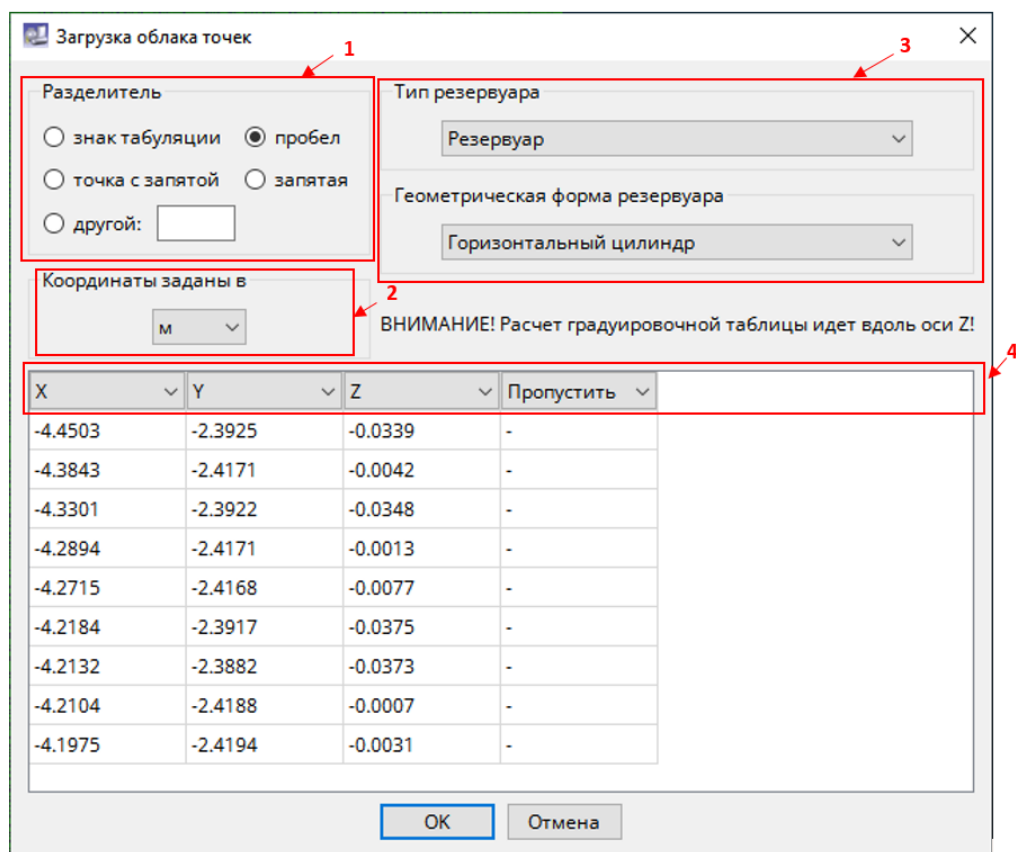 Загрузка облака точек
1
3
Разделитель
знак табуляции пробел
точка с запятой запятая
другой:
Тип резервуара
Резервуар
Геометрическая форма резервуара
Горизонтальный цилиндр
Координаты заданы в
2
м
ВНИМАНИЕ! Расчет градуировочной таблицы идет вдоль оси Z!
4
X Y Z Пропустить
-4.4503 -2.3925 -0.0339 -
-4.3843 -2.4171 -0.0042 -
-4.3301 -2.3922 -0.0348 -
-4.2894 -2.4171 -0.0013 -
-4.2715 -2.4168 -0.0077 -
-4.2184 -2.3917 -0.0375 -
-4.2132 -2.3882 -0.0373 -
-4.2104 -2.4188 -0.0007 -
-4.1975 -2.4194 -0.0031 -
OK Отмена